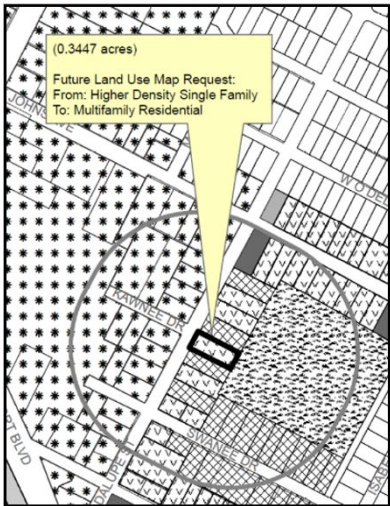 (0.3447 acres)
Future Land Use Map Request:
From: Higher Density Single Family
To: Multifamily Residential
KAWNEE DR
SWANEE DR